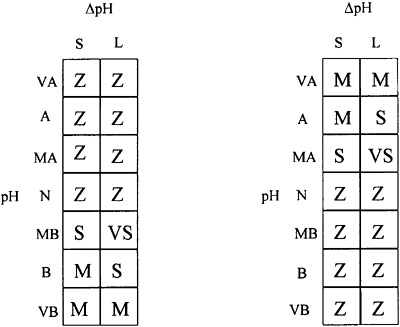 ΔpH ΔpH
S L S L
VA Z Z VA M M
A Z Z A M S
MA Z Z MA S VS
pH N Z Z pH N Z Z
MB S VS MB Z Z
B M S B Z Z
VB M M VB Z Z